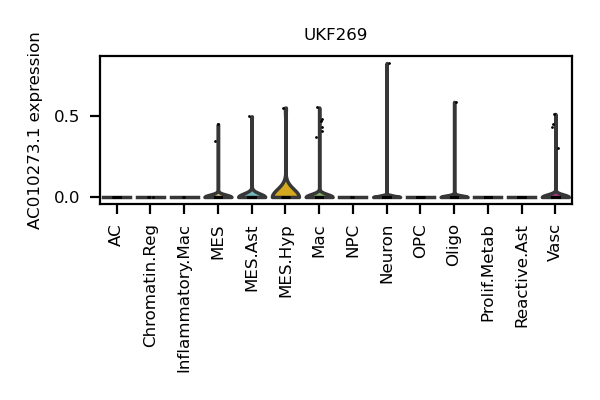 UKF269
AC010273.1 expression
0.5
0.0
AC
Chromatin.Reg
Inflammatory.Mac
MES
MES.Ast
MES.Hyp
Mac
NPC
Neuron
OPC
Oligo
Prolif.Metab
Reactive.Ast
Vasc